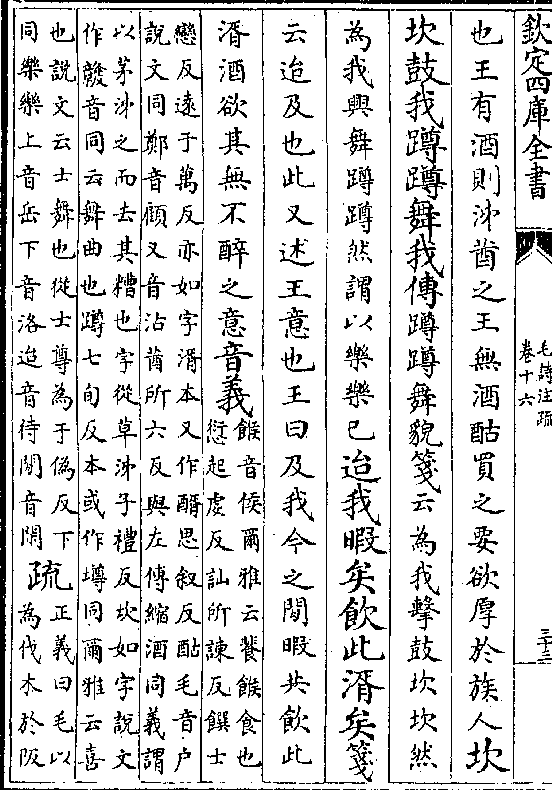 欽定四庫全書
毛詩注疏
卷十六
三十三
也王有酒則泲莤之王無酒酤買之要欲厚於族人坎
坎鼓我蹲蹲舞我傳蹲蹲舞貌箋云為我擊鼓坎坎然
為我興舞蹲蹲然謂以樂樂已迨我暇矣飲此湑矣箋
云迨及也此又述王意也王曰及我今之閒暇共飲此
湑酒欲其無不醉之意音義餱音侯爾雅云餥餱食也
愆起虔反訕所諫反饌士
戀反遠于萬反亦如字湑本又作醑思叙反酤毛音户
說文同鄭音顧又音沽莤所六反與左傳縮酒同義謂
以茅泲之而去其糟也字從草泲子禮反坎如字說文
作竷音同云舞曲也蹲七旬反本或作墫同爾雅云喜
也說文云士舞也從士尊為于偽反下
同樂樂上音岳下音洛迨音待閒音閑疏正義曰毛以
為伐木於阪